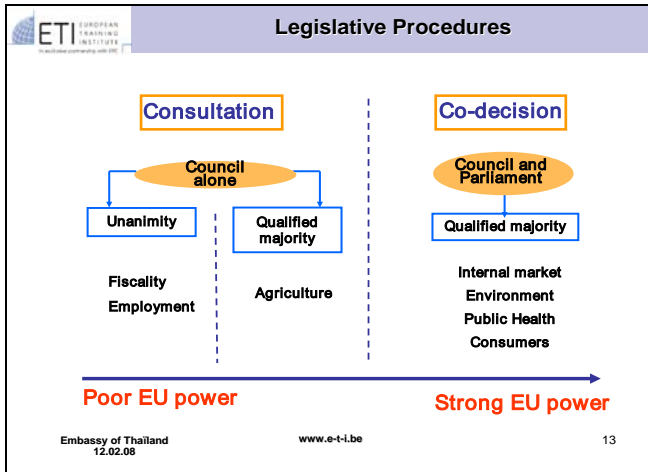 ETI EUROPEAN
TRAINING
INSTITUTE
Legislative Procedures
Consultation
Co-decision
Council
alone
Council and
Parliament
Unanimity
Qualified
majority
Qualified majority
Fiscality
Employment
Agriculture
Internal market
Environment
Public Health
Consumers
Poor EU power
Strong EU power
Embassy of Thaïland
12.02.08
www.e-t-i.be
13